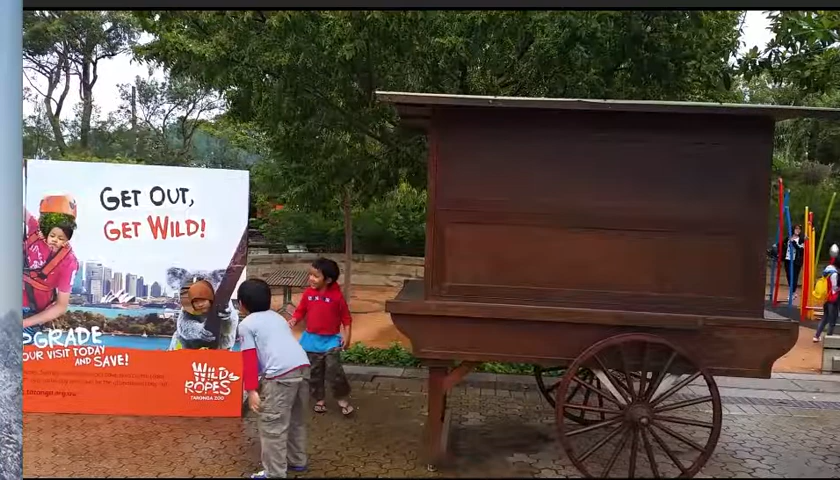 GET OUT,
GET WILD!
PGRADE
OUR VISIT TODAY
AND SAVE!
WILD
ROPES
TARONGA ZOO